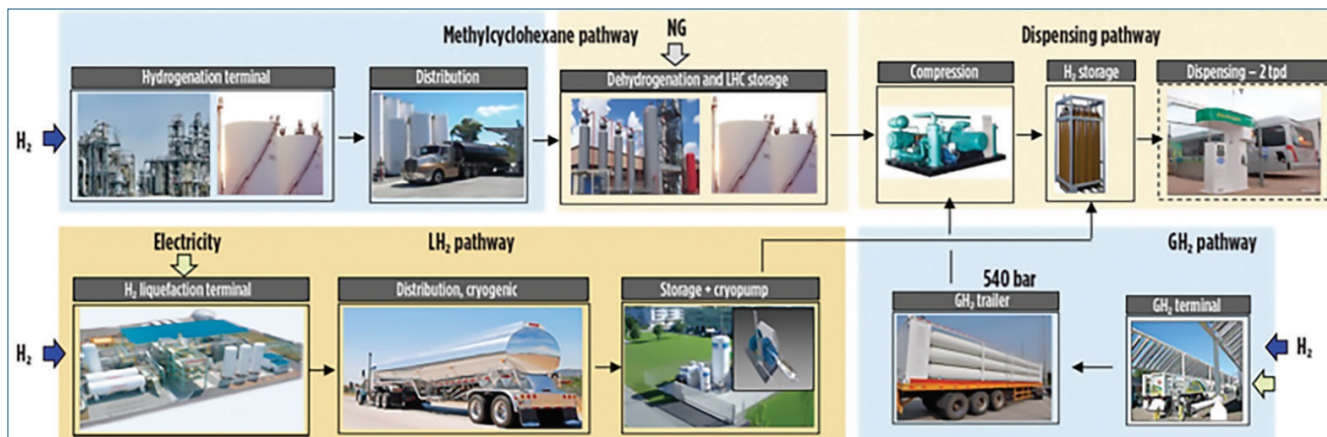 Methylcyclohexane pathway
NG
Dispensing pathway
Hydrogenation terminal
Distribution
Dehydrogenation and LHC storage
Compression
H₂ storage
Dispensing – 2 tpd
H₂
Electricity
LH₂ pathway
GH₂ pathway
H₂ liquefaction terminal
Distribution, cryogenic
Storage + cryopump
540 bar
GH₂ trailer
GH₂ terminal
H₂
H₂